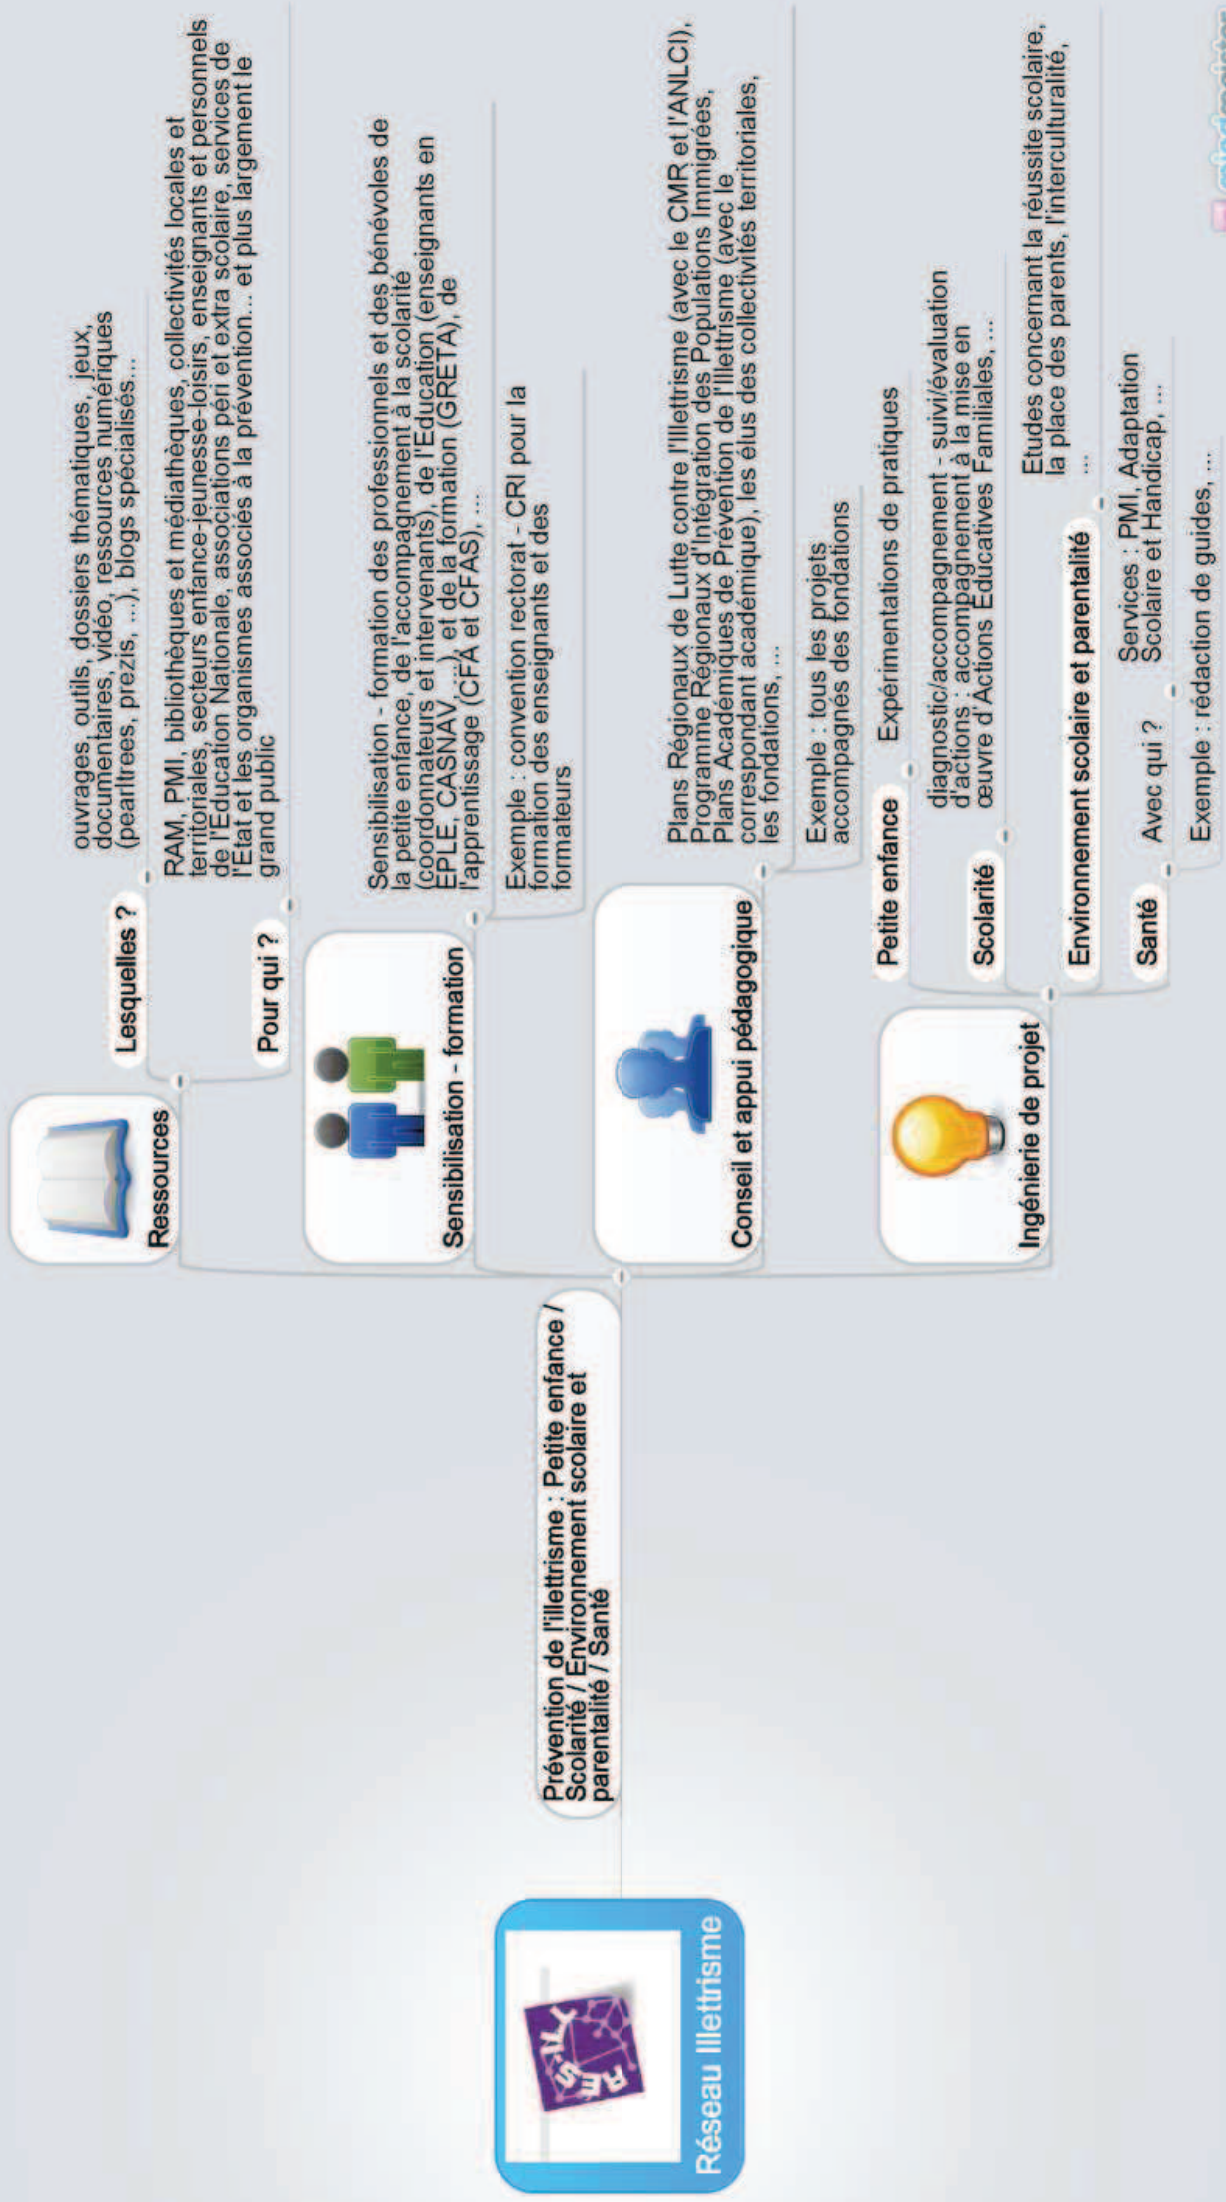 Réseau Illettrisme
RES-ILL
Prévention de l'illettrisme : Petite enfance /
Scolarité / Environnement scolaire et
parentalité / Santé
Ressources
Lesquelles ?
ouvrages, outils, dossiers thématiques, jeux,
documentaires, vidéo, ressources numériques
(pearltrees, prezis, ...), blogs spécialisés...
Pour qui ?
RAM, PMI, bibliothèques et médiathèques, collectivités locales et
territoriales, secteurs enfance-jeunesse-loisirs, enseignants et personnels
de l'Education Nationale, associations péri et extra scolaire, services de
l'Etat et les organismes associés à la prévention... et plus largement le
grand public
Sensibilisation - formation
Sensibilisation - formation des professionnels et des bénévoles de
la petite enfance, de l'accompagnement à la scolarité
(coordonnateurs et intervenants), de l'Education (enseignants en
EPLE, CASNAV, ...), et de la formation (GRETA), de
l'apprentissage (CFA et CFAS), ...
Exemple : convention rectorat - CRI pour la
formation des enseignants et des
formateurs
Conseil et appui pédagogique
Plans Régionaux de Lutte contre l'Illettrisme (avec le CMR et l'ANLCI),
Programme Régionaux d'Intégration des Populations Immigrées,
Plans Académiques de Prévention de l'Illettrisme (avec le
correspondant académique), les élus des collectivités territoriales,
les fondations, ...
Exemple : tous les projets
accompagnés des fondations
Ingénierie de projet
Petite enfance
Expérimentations de pratiques
Scolarité
diagnostic/accompagnement - suivi/évaluation
d'actions ; accompagnement à la mise en
œuvre d'Actions Educatives Familiales, ...
Environnement scolaire et parentalité
Etudes concernant la réussite scolaire,
la place des parents, l'interculturalité,
...
Santé
Avec qui ?
Services : PMI, Adaptation
Scolaire et Handicap, ...
Exemple : rédaction de guides, ...